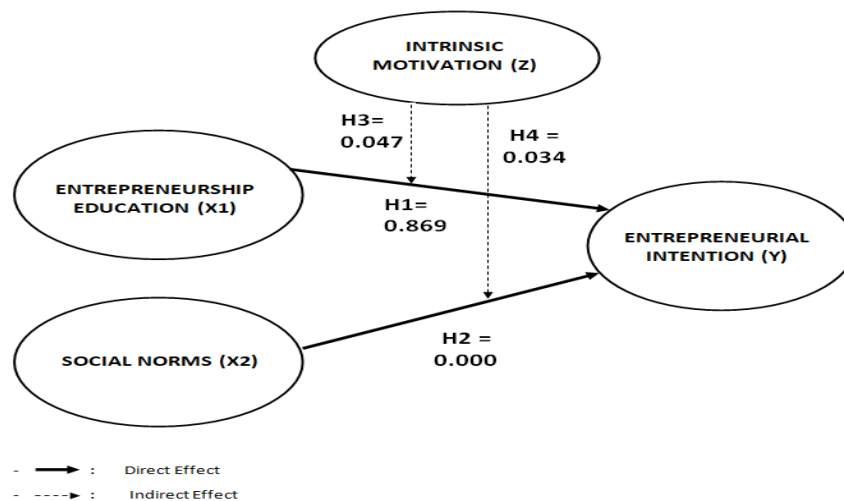 INTRINSIC
MOTIVATION (Z)
H3=
0.047
H4 =
0.034
ENTREPRENEURSHIP
EDUCATION (X1)
H1=
0.869
ENTREPRENEURIAL
INTENTION (Y)
SOCIAL NORMS (X2)
H2 =
0.000
- : Direct Effect
- : Indirect Effect